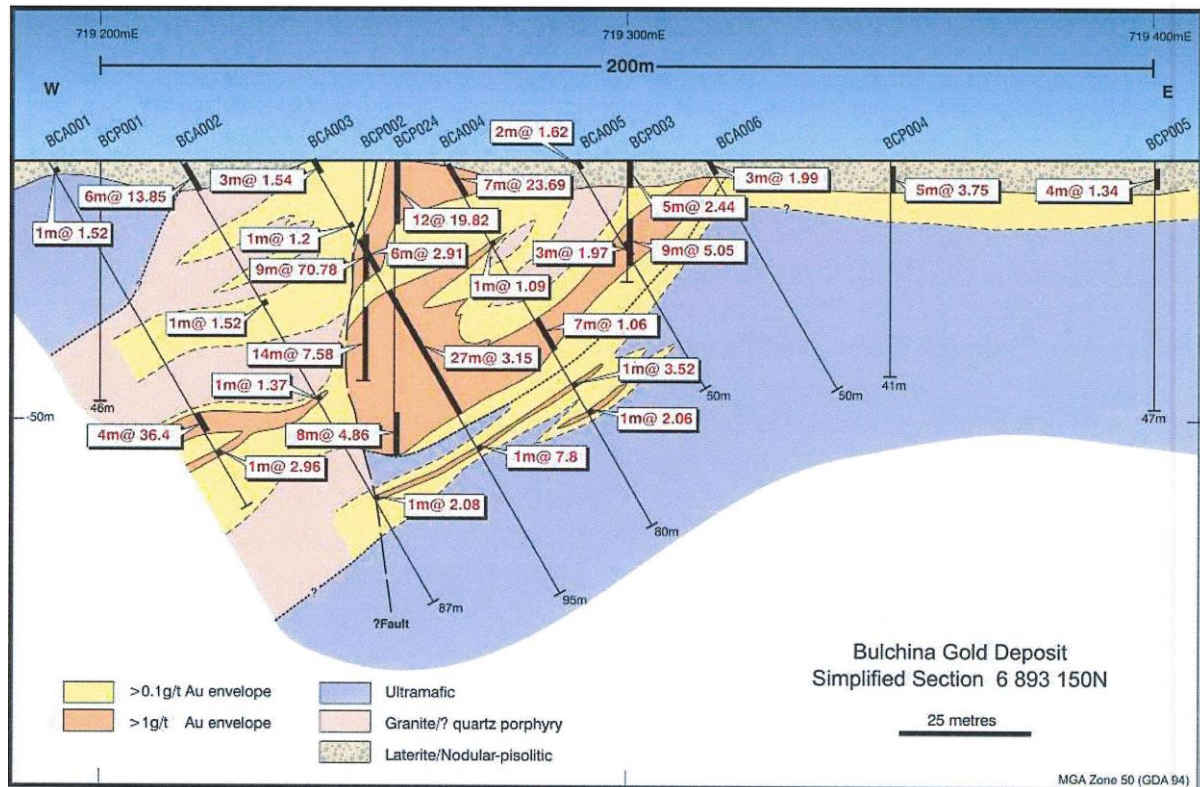 719 200mE
719 300mE
719 400mE
200m
W
E
BCA001
BCP001
BCA002
BCA003
BCP002
BCP024
BCA004
BCA005
BCP003
BCA006
BCP004
BCP005
2m@ 1.62
6m@ 13.85
3m@ 1.54
7m@ 23.69
3m@ 1.99
5m@ 3.75
4m@ 1.34
1m@ 1.52
12@ 19.82
5m@ 2.44
?
1m@ 1.2
6m@ 2.91
3m@ 1.97
9m@ 5.05
9m@ 70.78
1m@ 1.09
?
1m@ 1.52
7m@ 1.06
14m@ 7.58
27m@ 3.15
1m@ 3.52
1m@ 1.37
41m
50m
50m
46m
-50m
1m@ 2.06
47m
4m@ 36.4
8m@ 4.86
1m@ 2.96
1m@ 7.8
1m@ 2.08
80m
?
95m
87m
?Fault
Bulchina Gold Deposit
Simplified Section 6 893 150N
25 metres
>0.1g/t Au envelope
>1g/t Au envelope
Ultramafic
Granite/? quartz porphyry
Laterite/Nodular-pisolitic
MGA Zone 50 (GDA 94)